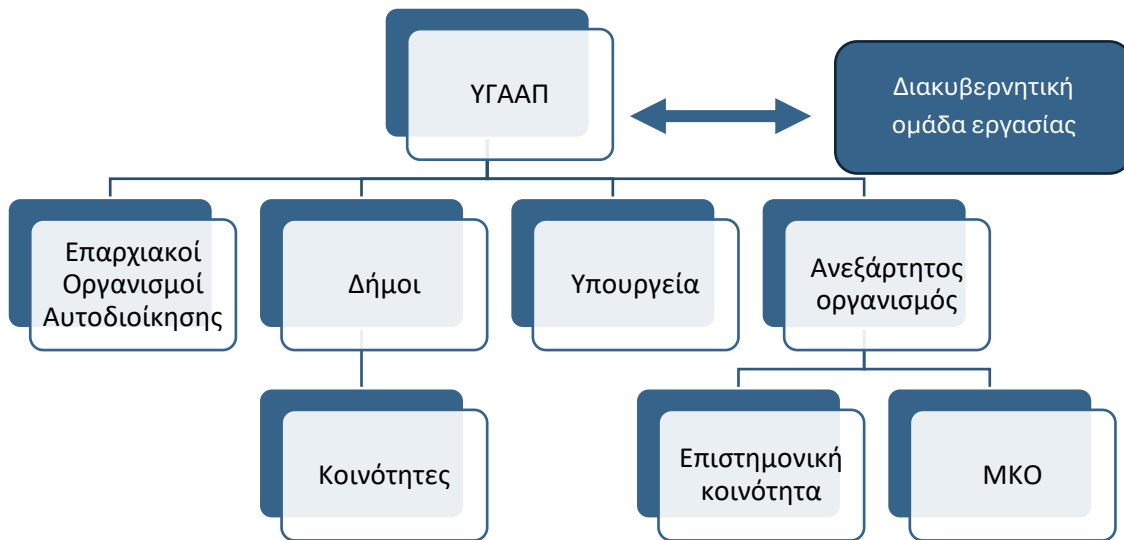 ΥΓΑΑΠ
Διακυβερνητική
ομάδα εργασίας
Επαρχιακοί
Οργανισμοί
Αυτοδιοίκησης
Δήμοι
Υπουργεία
Ανεξάρτητος
οργανισμός
Κοινότητες
Επιστημονική
κοινότητα
ΜΚΟ